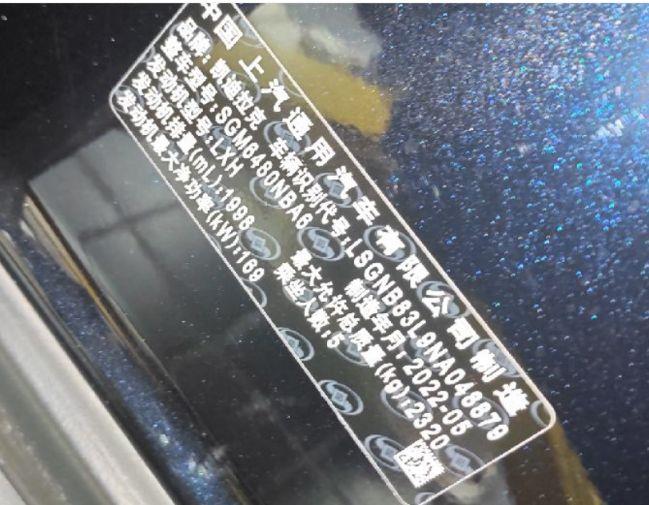 中国 上汽通用汽车有限公司制造
品牌:凯迪拉克 车辆识别代号:LSGNB83L9NA048879
整车型号:SGM6480NBA6 制造年月:2022-05
发动机型号:LXH 最大允许总质量(kg):2320
发动机排量(mL):1998 乘坐人数:5
发动机最大净功率(kW):169